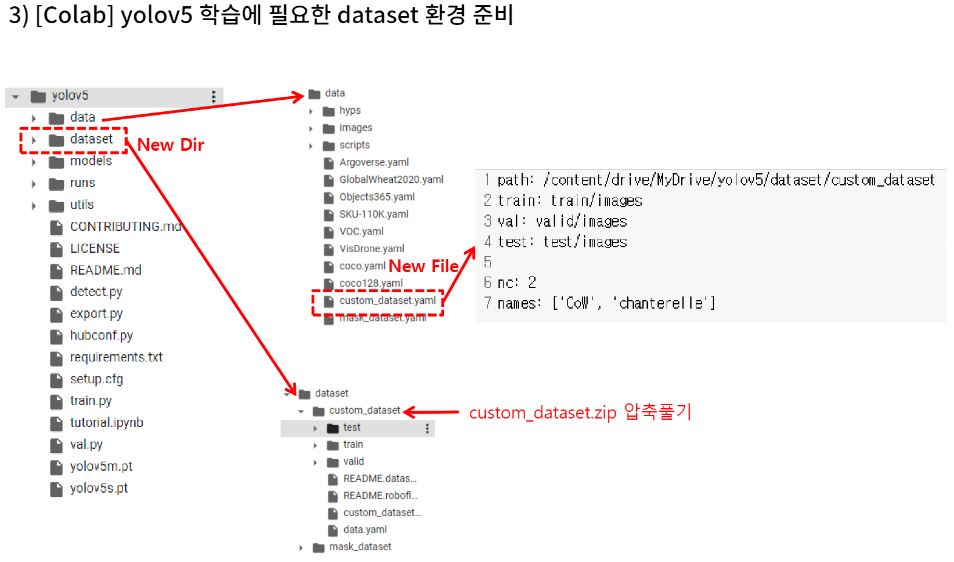 3) [Colab] yolov5 학습에 필요한 dataset 환경 준비
yolov5
data
dataset
New Dir
models
runs
utils
CONTRIBUTING.md
LICENSE
README.md
detect.py
export.py
hubconf.py
requirements.txt
setup.cfg
train.py
tutorial.ipynb
val.py
yolov5m.pt
yolov5s.pt
data
hyps
images
scripts
Argoverse.yaml
GlobalWheat2020.yaml
Objects365.yaml
SKU-110K.yaml
VOC.yaml
VisDrone.yaml
coco.yaml
New File
coco128.yaml
custom_dataset.yaml
mask_dataset.yaml
1 path: /content/drive/MyDrive/yolov5/dataset/custom_dataset
2 train: train/images
3 val: valid/images
4 test: test/images
5
6 nc: 2
7 names: ['CoW', 'chanterelle']
dataset
custom_dataset
custom_dataset.zip 압축풀기
test
train
valid
README.datas...
README.robofl...
custom_dataset...
data.yaml
mask_dataset